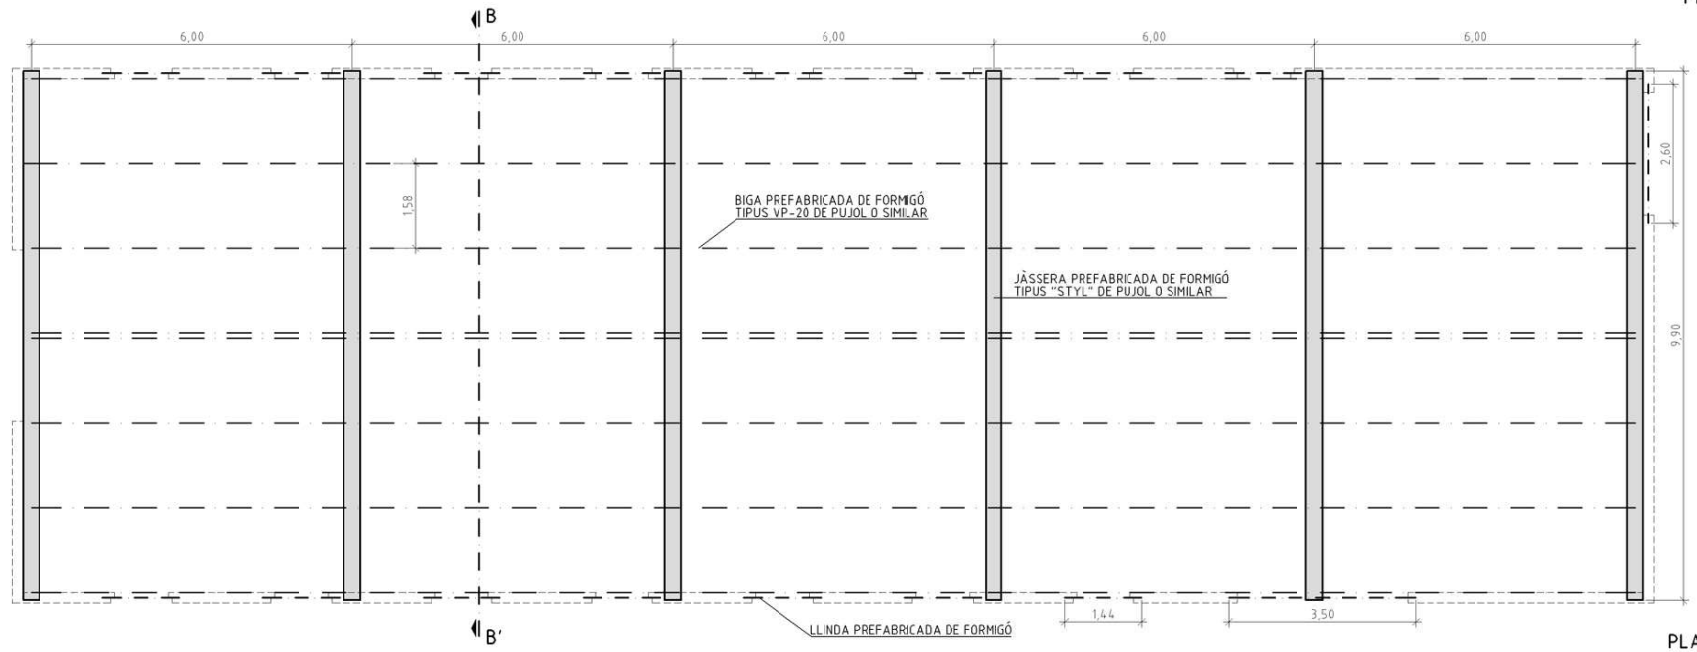 B
6,00
6,00
6,00
6,00
6,00
2,60
1,58
BIGA PREFABRICADA DE FORMIGÓ
TIPUS VP-20 DE PUJOL O SIMILAR
JÀSSERA PREFABRICADA DE FORMIGÓ
TIPUS "STYL" DE PUJOL O SIMILAR
9,90
1,44
3,50
LLINDA PREFABRICADA DE FORMIGÓ
B'
PLA